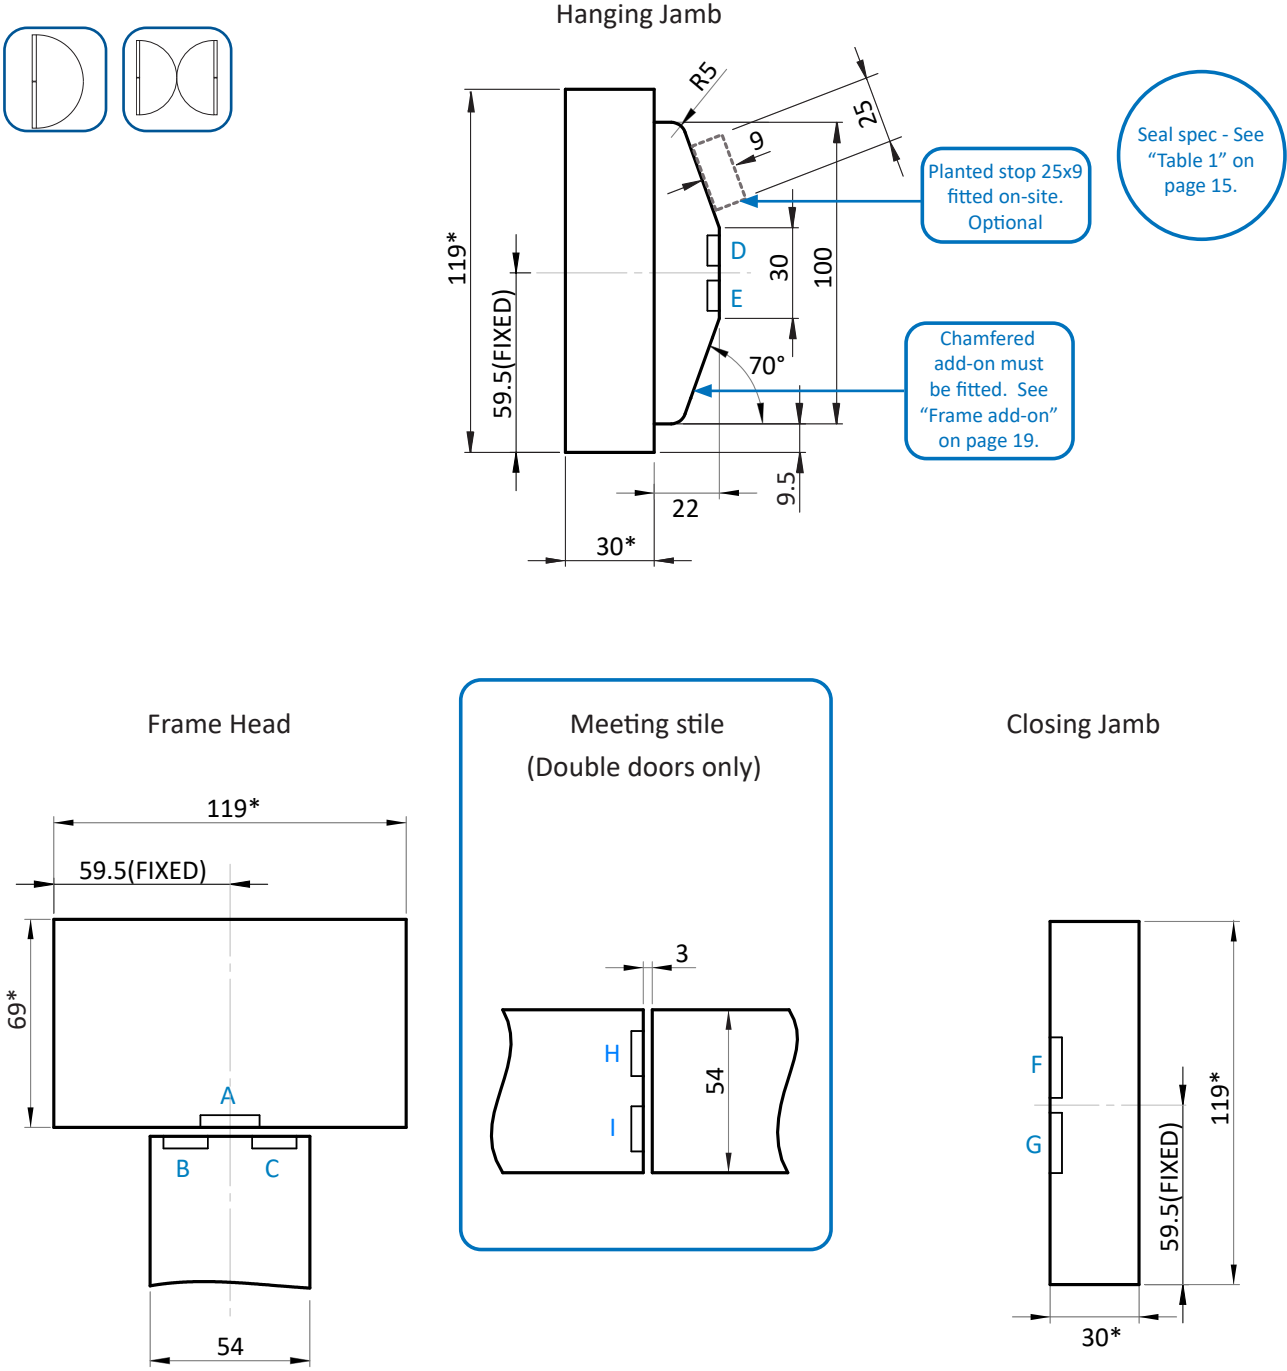 Hanging Jamb
R5
25
9
Seal spec - See
“Table 1” on
page 15.
Planted stop 25x9
fitted on-site.
Optional
119*
59.5(FIXED)
D
E
30
100
70°
Chamfered
add-on must
be fitted. See
“Frame add-on”
on page 19.
9.5
22
30*
Frame Head
119*
59.5(FIXED)
69*
A
B
C
54
Meeting stile
(Double doors only)
3
H
I
54
Closing Jamb
F
G
119*
59.5(FIXED)
30*